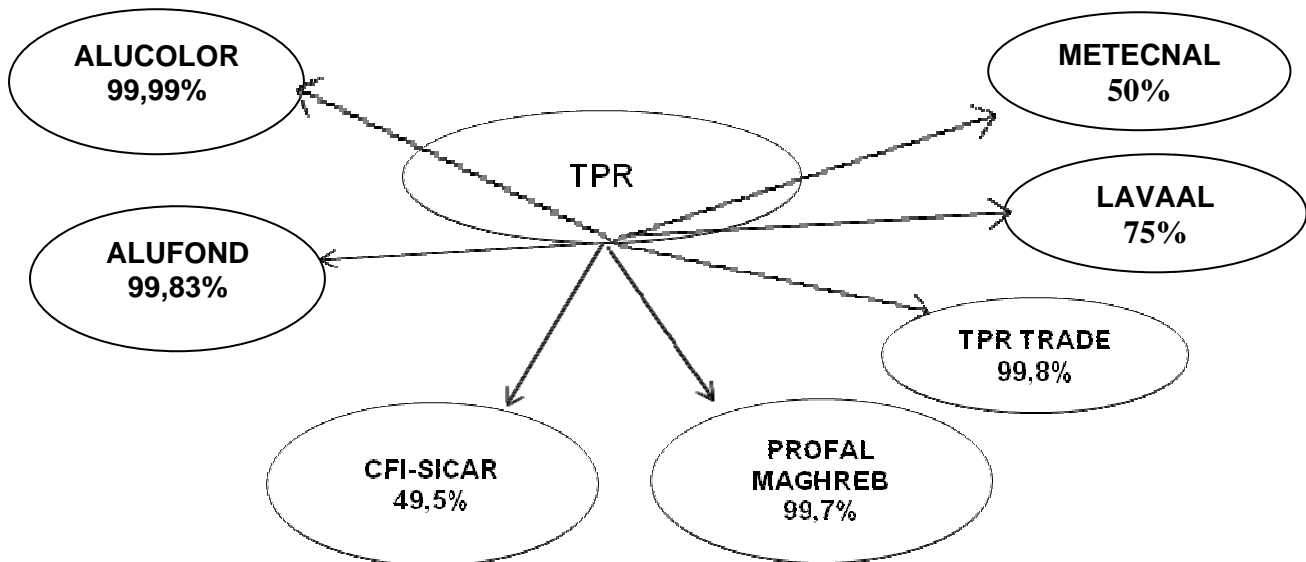 ALUCOLOR
99,99%
METECNAL
50%
TPR
LAVAAL
75%
ALUFOND
99,83%
TPR TRADE
99,8%
CFI-SICAR
49,5%
PROFAL
MAGHREB
99,7%